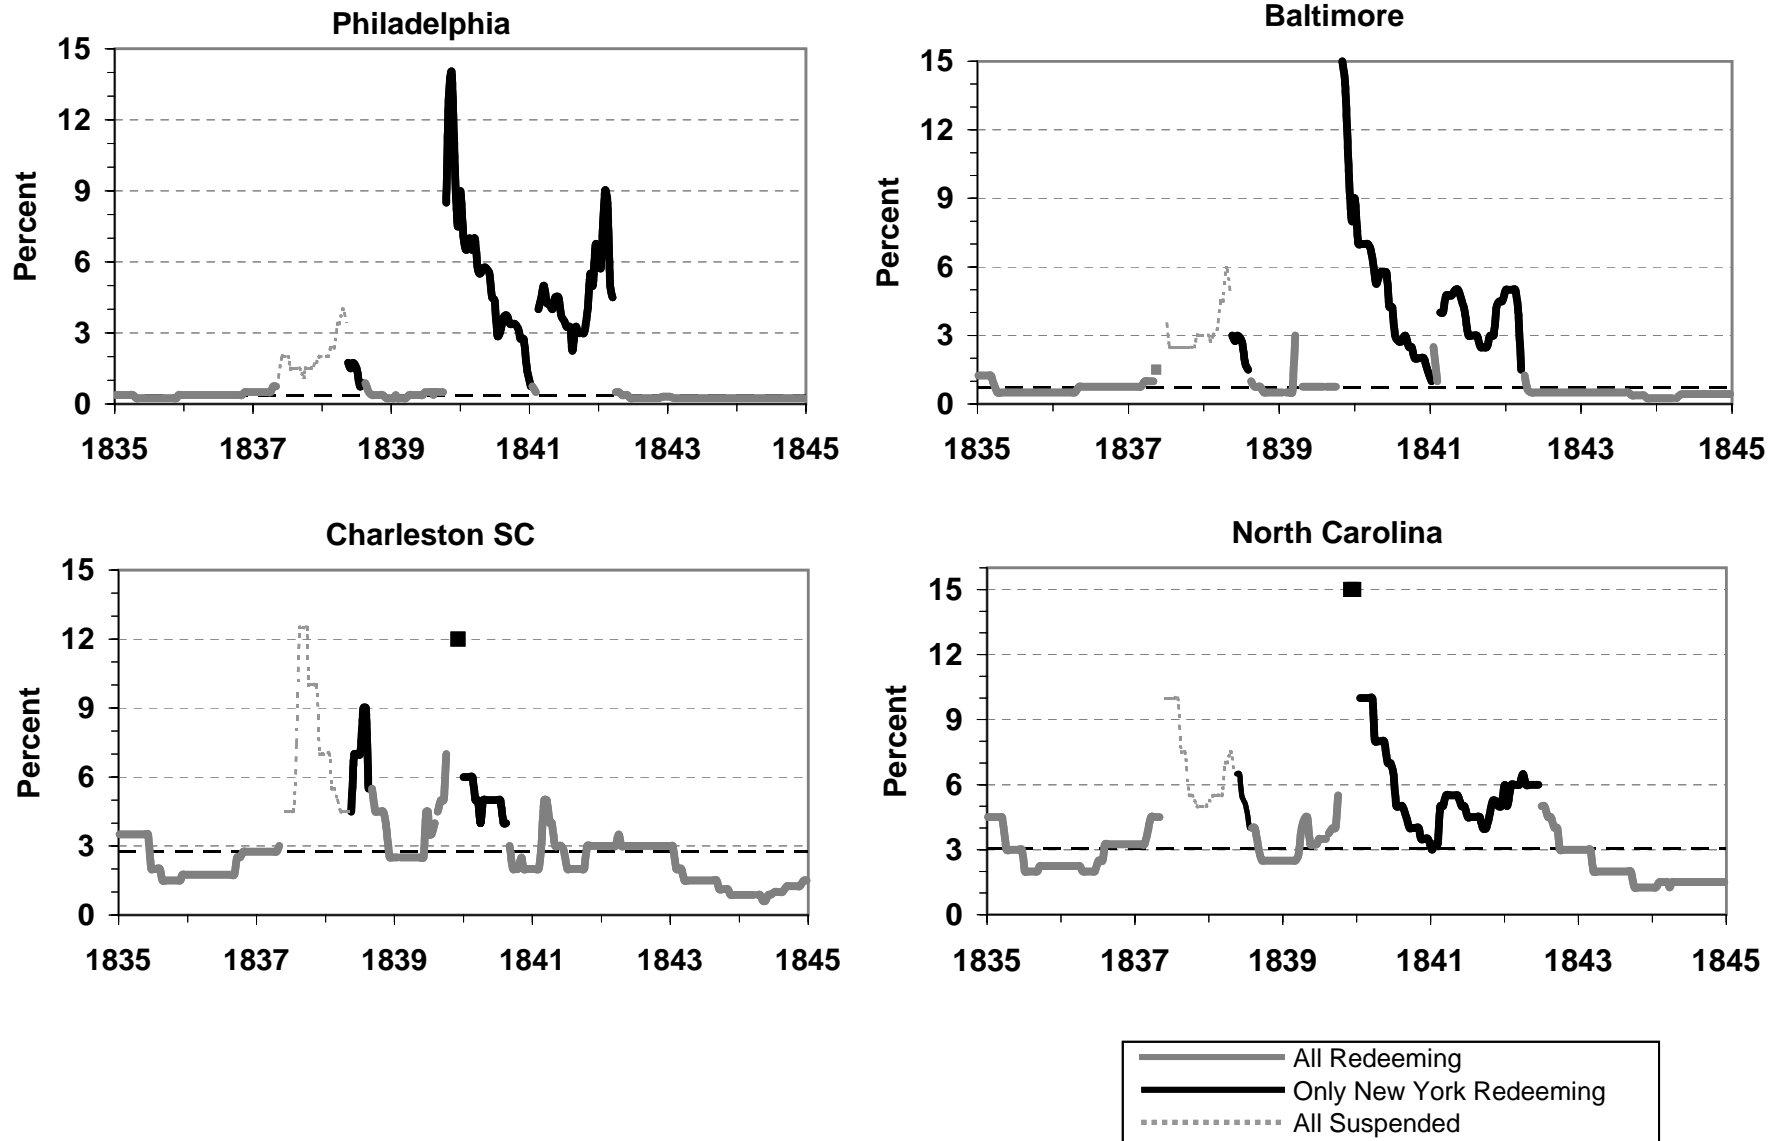 Philadelphia
15
12
9
6
3
0
Percent
1835 1837 1839 1841 1843 1845
Baltimore
15
12
9
6
3
0
Percent
1835 1837 1839 1841 1843 1845
Charleston SC
15
12
9
6
3
0
Percent
1835 1837 1839 1841 1843 1845
North Carolina
15
12
9
6
3
0
Percent
1835 1837 1839 1841 1843 1845
All Redeeming
Only New York Redeeming
All Suspended